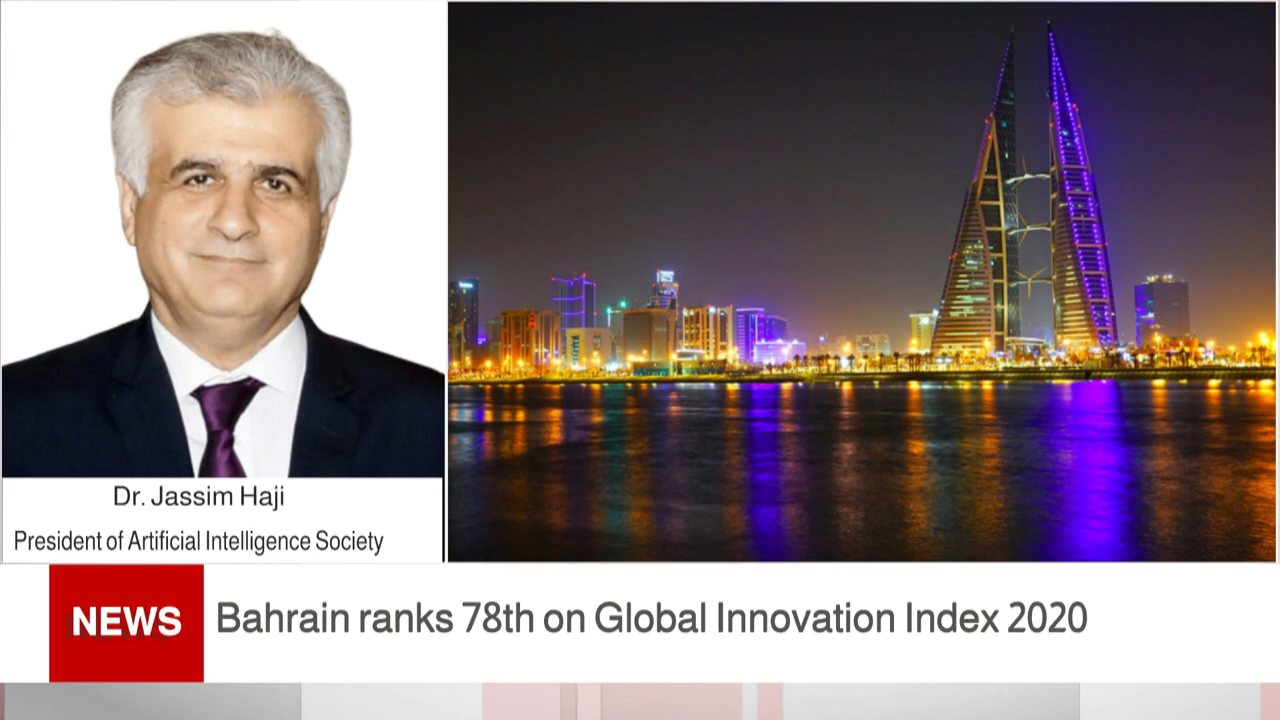 Dr. Jassim Haji
President of Artificial Intelligence Society
NEWS
Bahrain ranks 78th on Global Innovation Index 2020